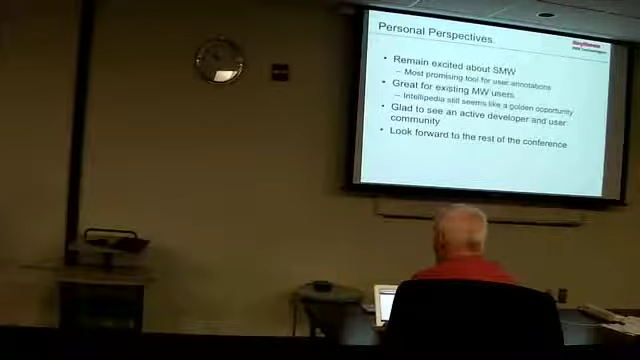 Personal Perspectives
• Remain excited about SMW
– Most promising tool for user annotations
• Great for existing MW users
– Intellipedia still seems like a golden opportunity
• Glad to see an active developer and user
community
• Look forward to the rest of the conference